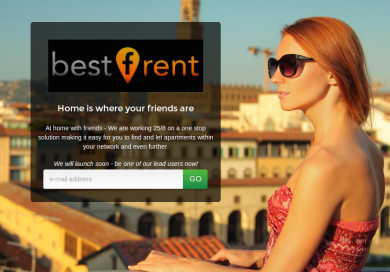 best f rent
Home is where your friends are
At home with friends - We are working 25/8 on a one stop
solution making it easy for you to find and let apartments within
your network and even further.
We will launch soon - be one of our lead users now!
e-mail address GO